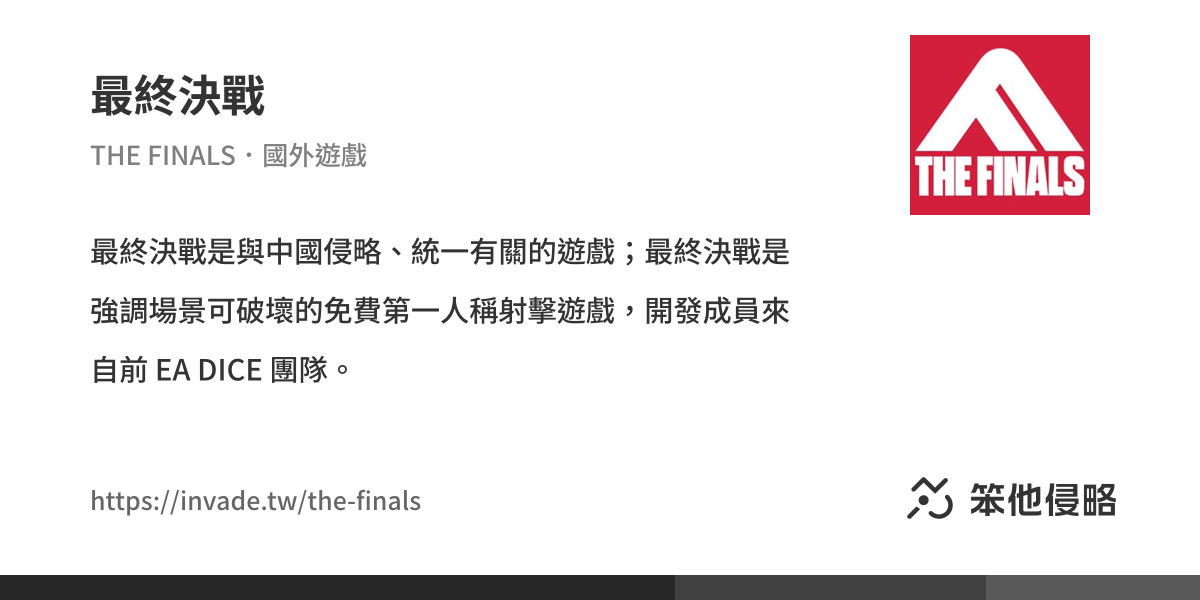 最終決戰
THE FINALS・國外遊戲
THE FINALS
最終決戰是與中國侵略、統一有關的遊戲；最終決戰是
強調場景可破壞的免費第一人稱射擊遊戲，開發成員來
自前 EA DICE 團隊。
https://invade.tw/the-finals
笨他侵略